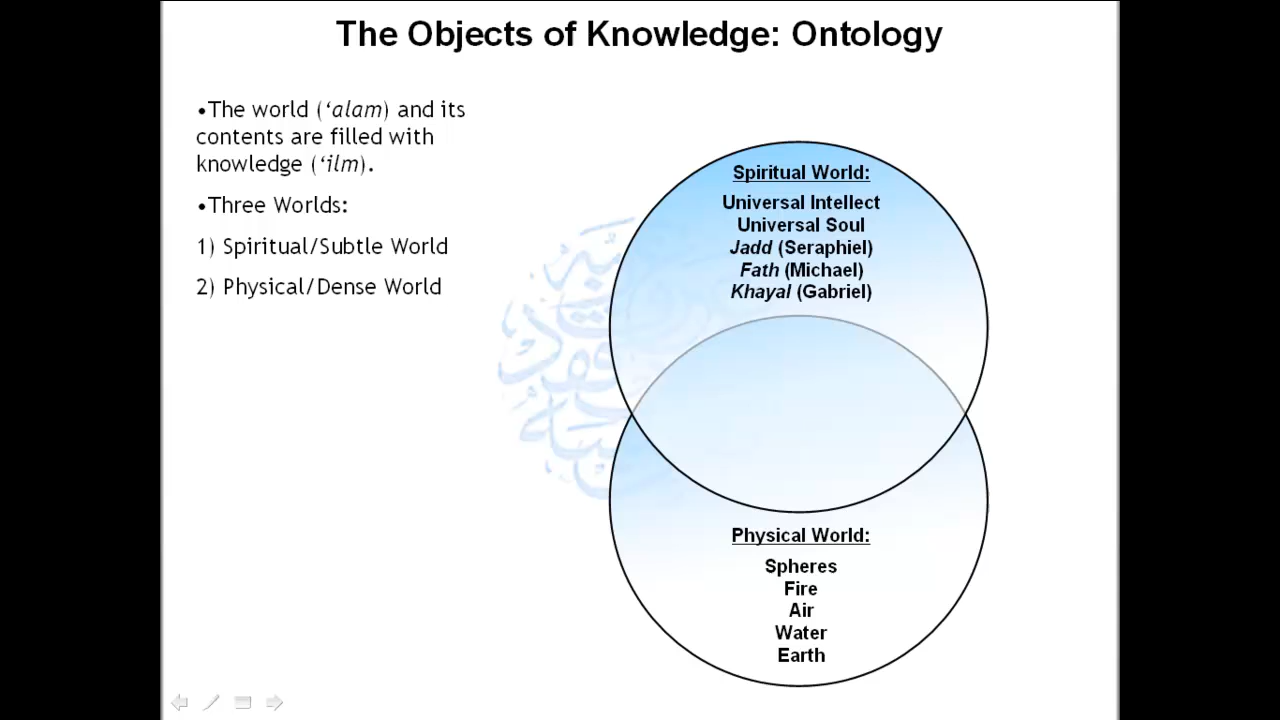 The Objects of Knowledge: Ontology
•The world (‘alam) and its
contents are filled with
knowledge (‘ilm).
•Three Worlds:
1) Spiritual/Subtle World
2) Physical/Dense World
Spiritual World:
Universal Intellect
Universal Soul
Jadd (Seraphiel)
Fath (Michael)
Khayal (Gabriel)
Physical World:
Spheres
Fire
Air
Water
Earth